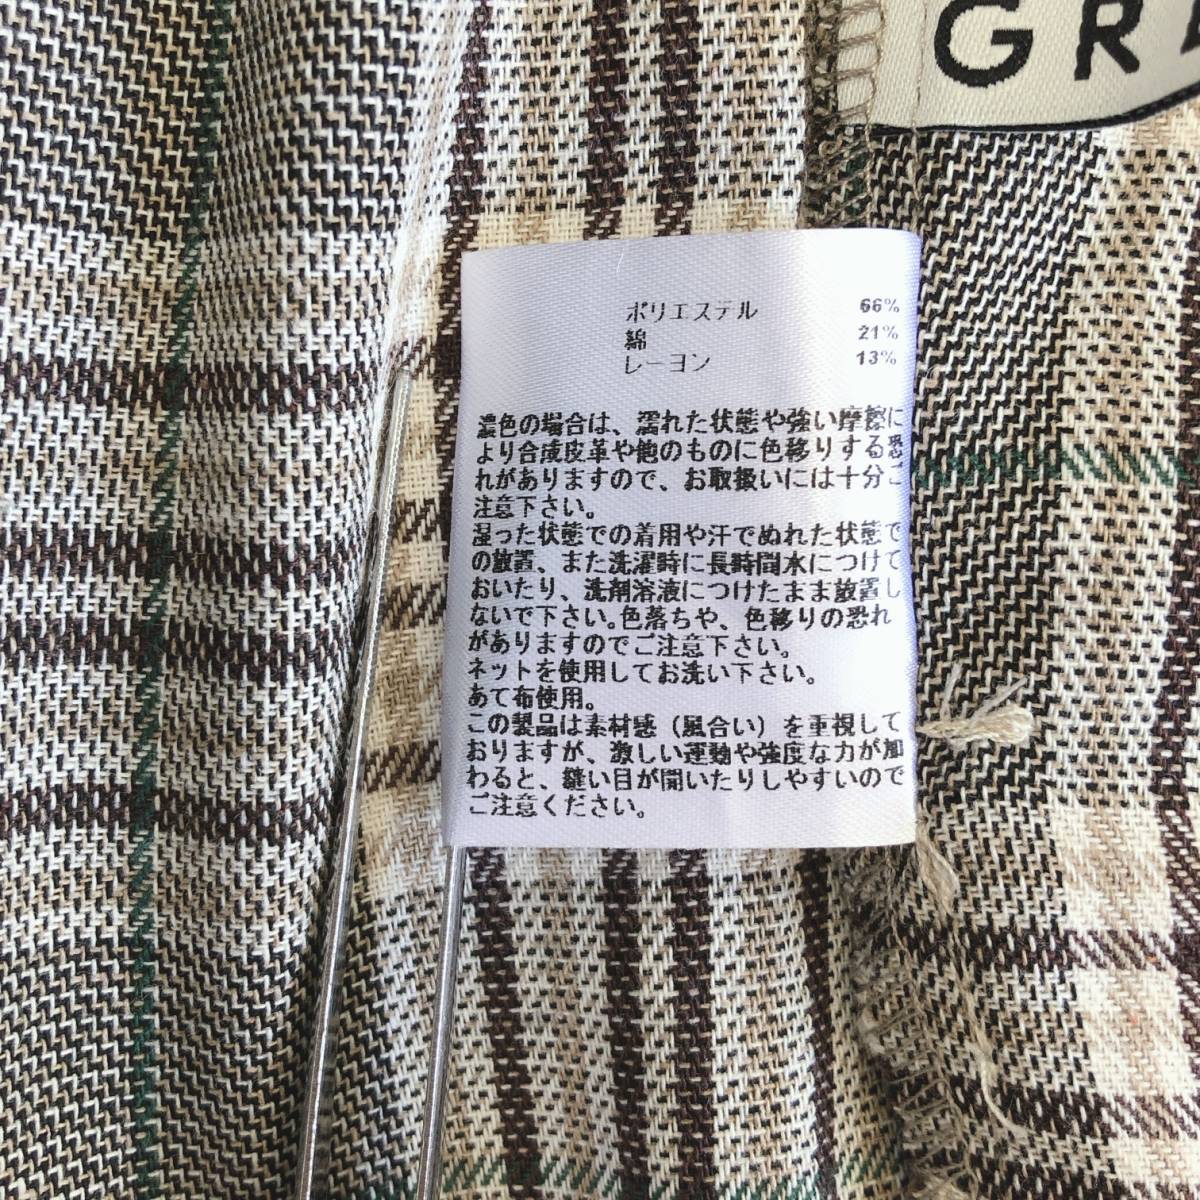 GR
ポリエステル 66%
綿 21%
レーヨン 13%
濃色の場合は、濡れた状態や強い摩擦に
より合成皮革や他のものに色移りする恐
れがありますので、お取扱いには十分ご
注意下さい。
湿った状態での着用や汗でぬれた状態で
の放置、また洗濯時に長時間水につけて
おいたり、洗剤溶液につけたまま放置し
ないで下さい。色落ちや、色移りの恐れ
がありますのでご注意下さい。
ネットを使用してお洗い下さい。
あて布使用。
この製品は素材感（風合い）を重視して
おりますが、激しい運動や強度な力が加
わると、縫い目が開いたりしやすいので
ご注意ください。